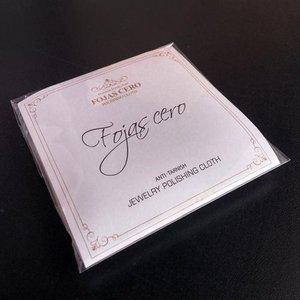 FOJAS CERO
Fojas cero
ANTI TARNISH
JEWELRY POLISHING CLOTH